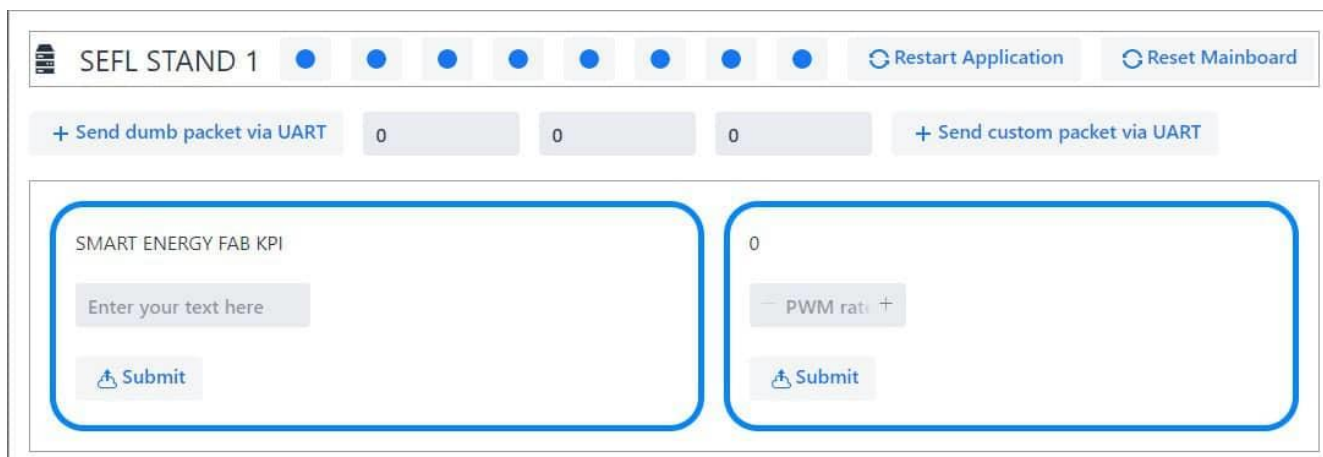 SEFL STAND 1 Restart Application Reset Mainboard
+ Send dumb packet via UART 0 0 0 + Send custom packet via UART
SMART ENERGY FAB KPI
Enter your text here
Submit
0
− PWM rat +
Submit